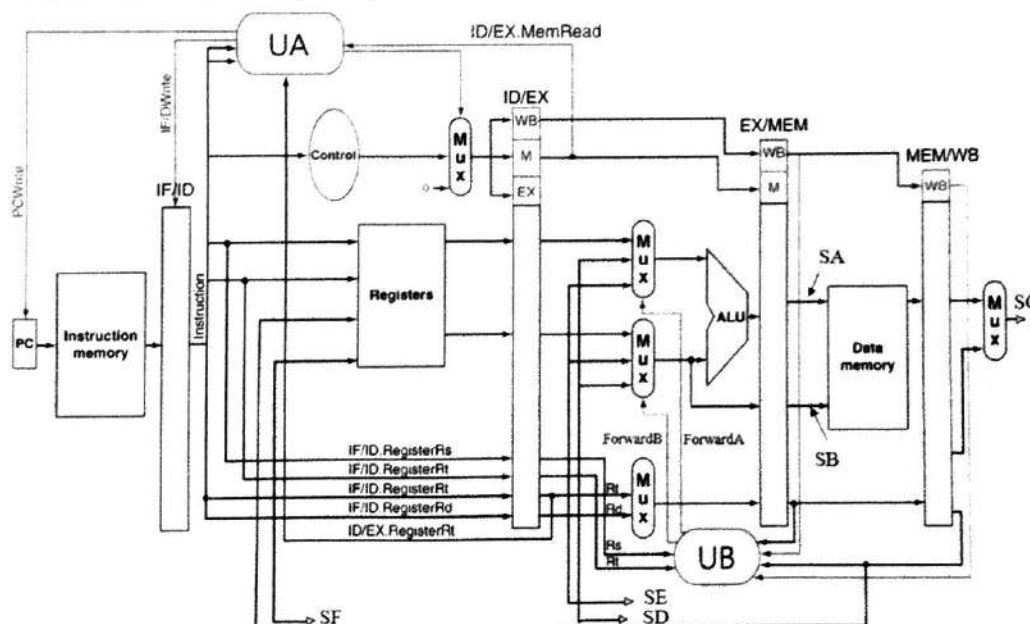 UA
ID/EX.MemRead
ID/EX
WB
M
EX
EX/MEM
WB
M
MEM/WB
WB
PCWrite
IF/DWrite
IF/ID
Control
Mux
0
Instruction
PC
Instruction memory
Registers
Mux
Mux
ALU
SA
Data memory
SB
Mux
ForwardB
ForwardA
IF/ID.RegisterRs
IF/ID.RegisterRt
IF/ID.RegisterRt
IF/ID.RegisterRd
ID/EX.RegisterRt
Rt
Rd
Mux
Rs
Rt
UB
SF
SE
SD